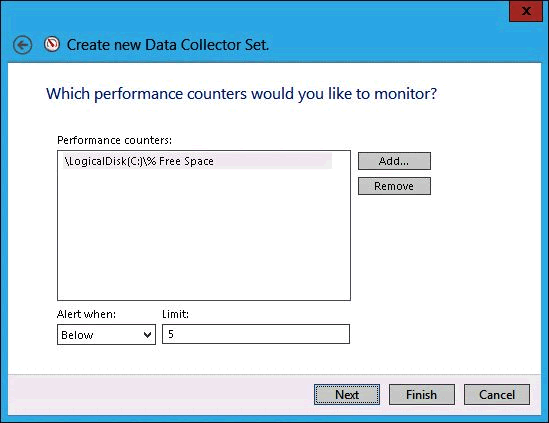 x
Create new Data Collector Set.
Which performance counters would you like to monitor?
Performance counters:
\LogicalDisk(C:)\% Free Space
Add...
Remove
Alert when: Limit:
Below 5
Next Finish Cancel